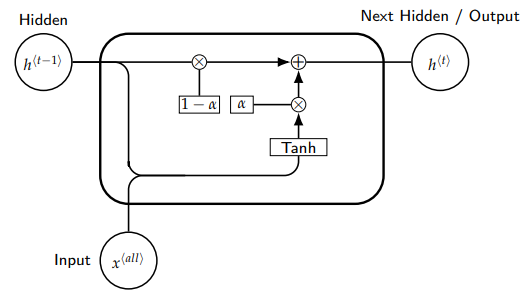 Hidden
Next Hidden / Output
h⟨t−1⟩
h⟨t⟩
⊗
⊕
1 − α
α
⊗
Tanh
Input
x⟨all⟩